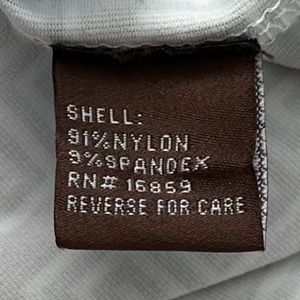 SHELL:
91%NYLON
9%SPANDEX
RN# 16859
REVERSE FOR CARE